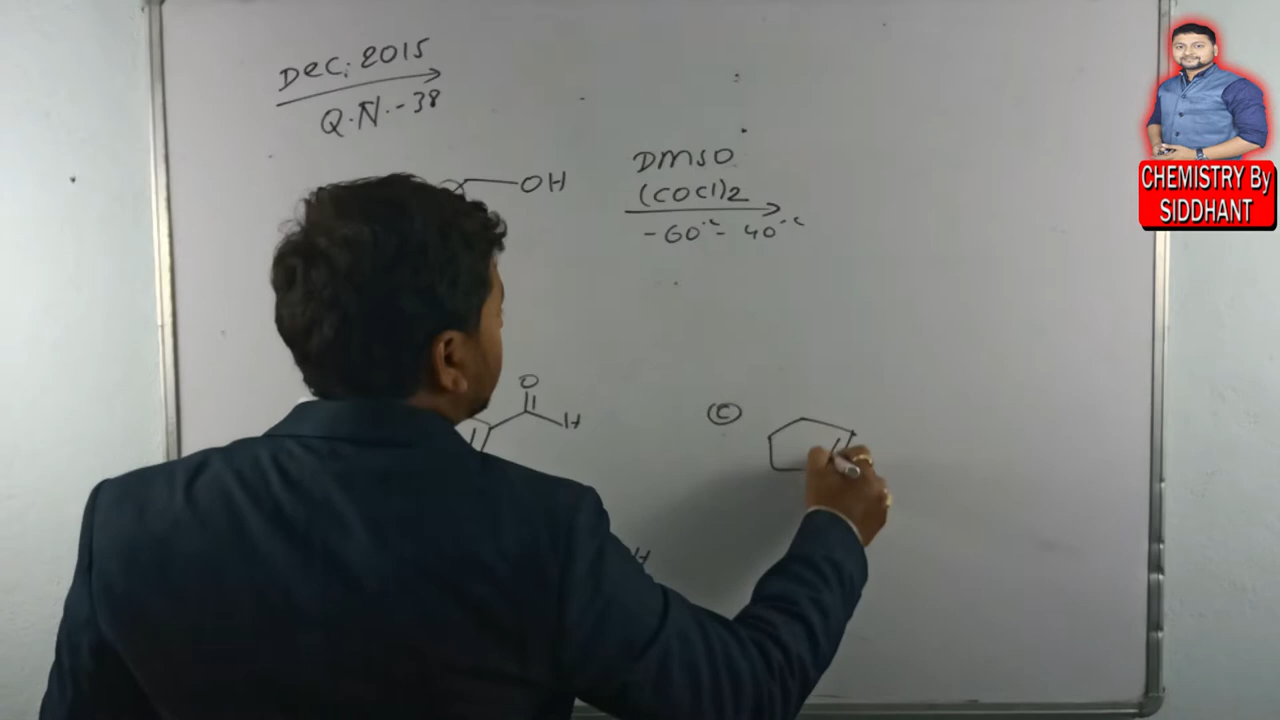 Dec, 2015
Q.N.-38
OH
DMSO
(COCl)2
-60°C- 40°C
O
H
C
H
CHEMISTRY By
SIDDHANT